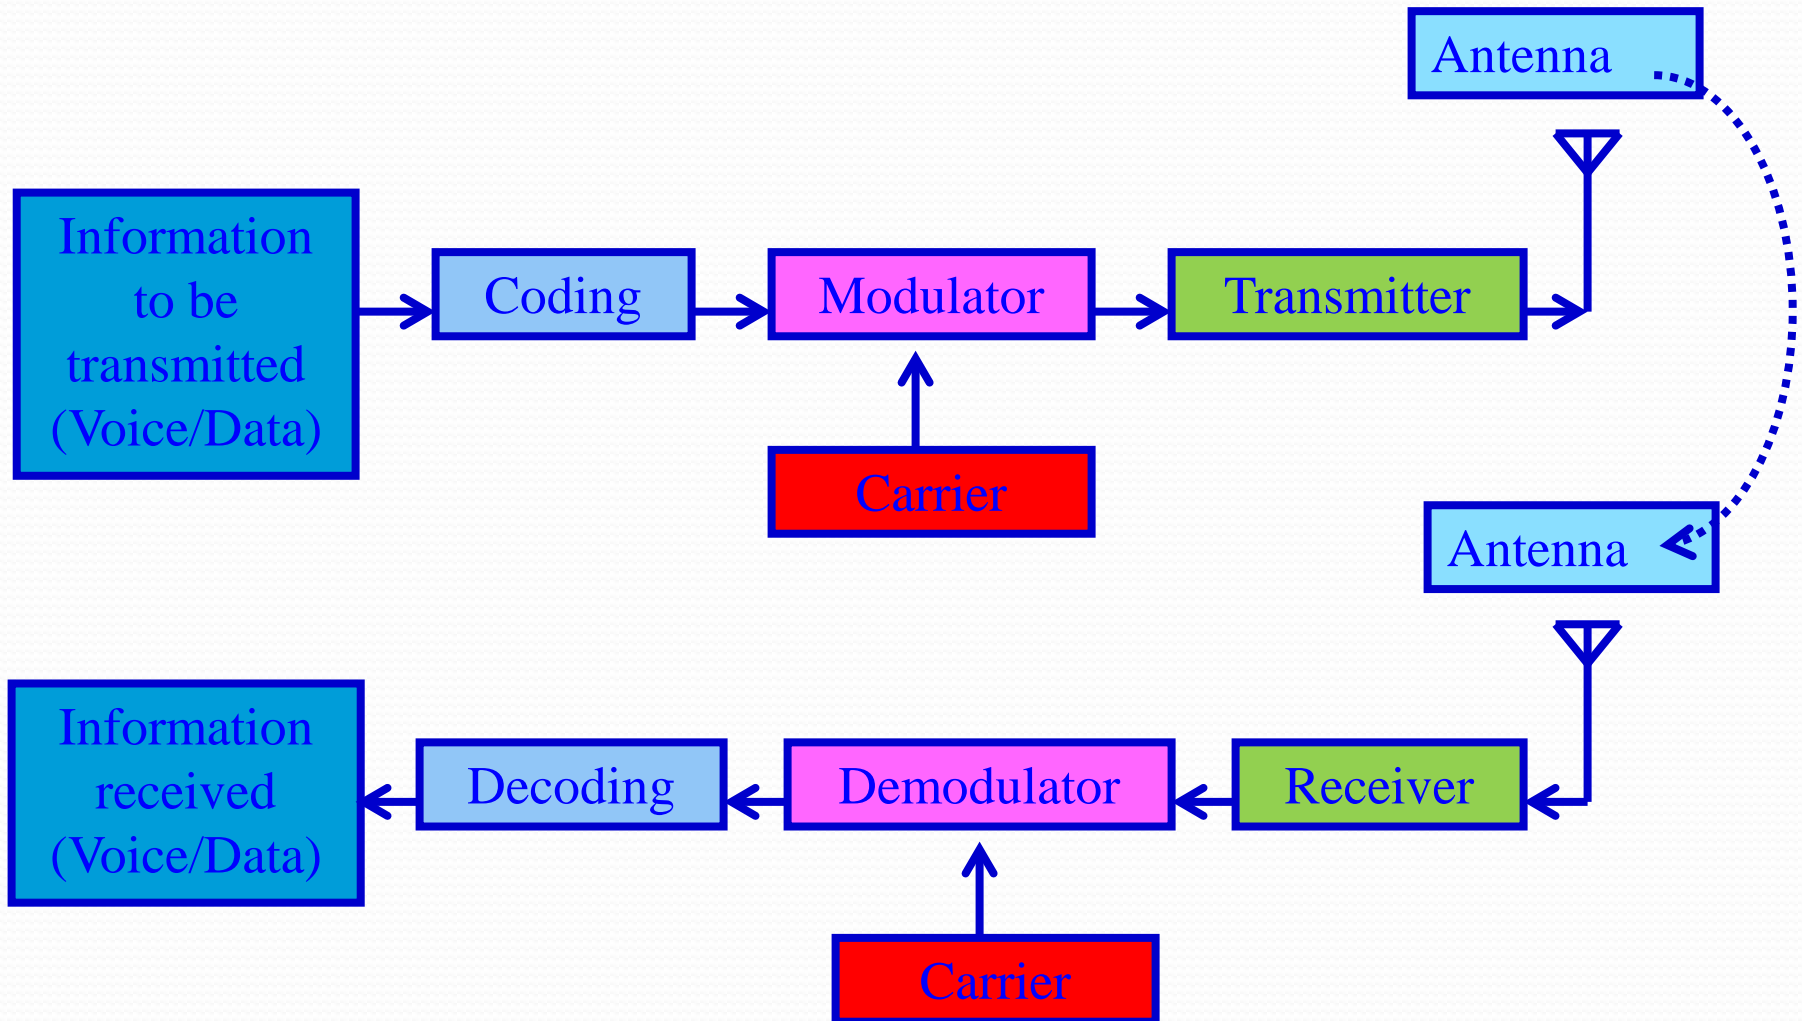 Antenna
Information
to be
transmitted
(Voice/Data)
Coding
Modulator
Transmitter
Carrier
Antenna
Information
received
(Voice/Data)
Decoding
Demodulator
Receiver
Carrier